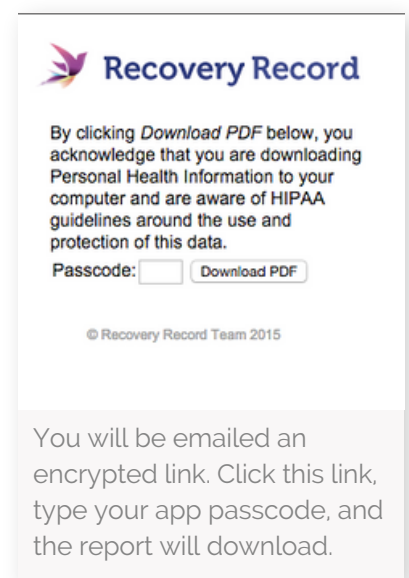 Recovery Record
By clicking Download PDF below, you
acknowledge that you are downloading
Personal Health Information to your
computer and are aware of HIPAA
guidelines around the use and
protection of this data.
Passcode: Download PDF
© Recovery Record Team 2015
You will be emailed an
encrypted link. Click this link,
type your app passcode, and
the report will download.